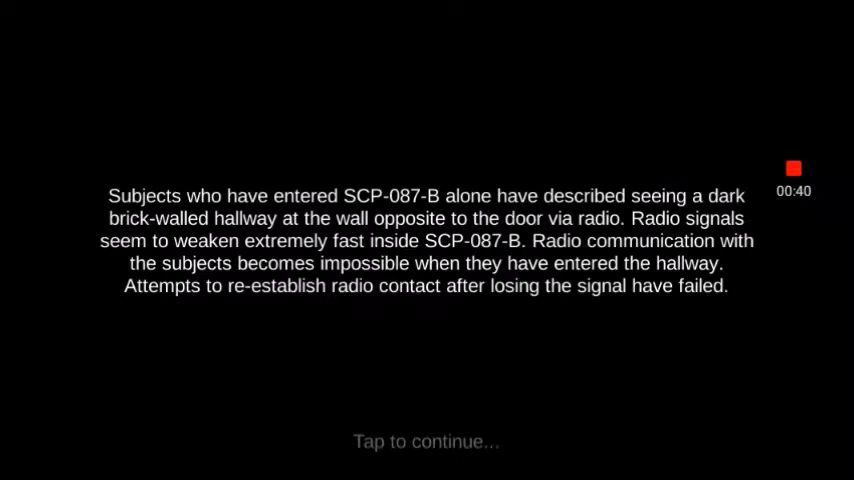 Subjects who have entered SCP-087-B alone have described seeing a dark
brick-walled hallway at the wall opposite to the door via radio. Radio signals
seem to weaken extremely fast inside SCP-087-B. Radio communication with
the subjects becomes impossible when they have entered the hallway.
Attempts to re-establish radio contact after losing the signal have failed.
00:40
Tap to continue...